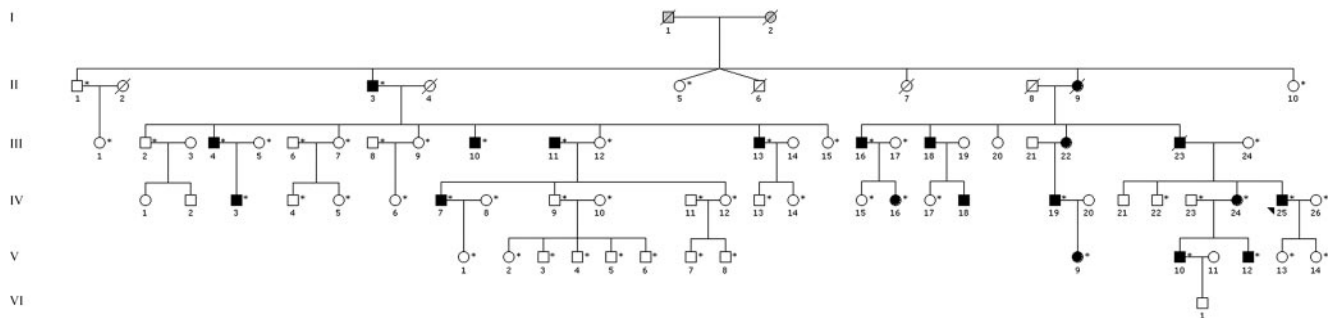 I
1 2
II
* * * *
1 2 3 4 5 6 7 8 9 10
III
* * * * * * * * * * * * * * * * *
1 2 3 4 5 6 7 8 9 10 11 12 13 14 15 16 17 18 19 20 21 22 23 24
IV
* * * * * * * * * * * * * * * * * * * *
1 2 3 4 5 6 7 8 9 10 11 12 13 14 15 16 17 18 19 20 21 22 23 24 25 26
V
* * * * * * * * * * * * *
1 2 3 4 5 6 7 8 9 10 11 12 13 14
VI
1